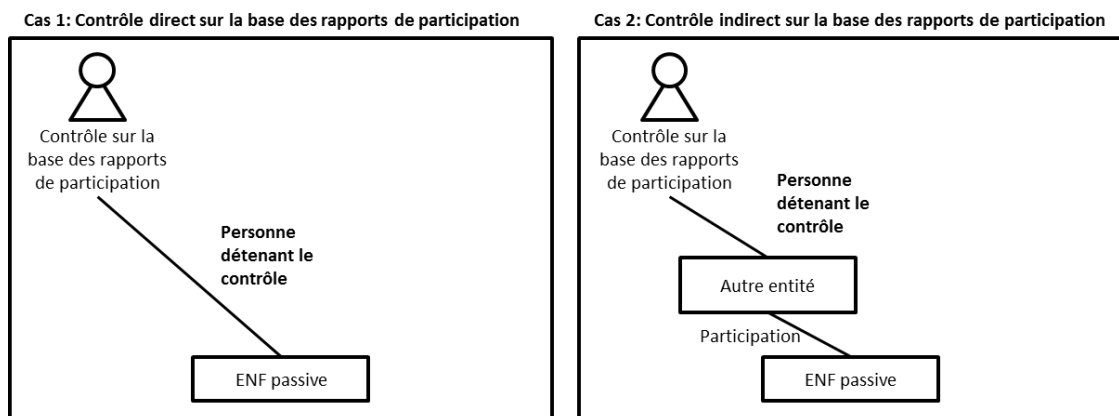 Cas 1: Contrôle direct sur la base des rapports de participation
Contrôle sur la
base des rapports
de participation
Personne
détenant le
contrôle
ENF passive
Cas 2: Contrôle indirect sur la base des rapports de participation
Contrôle sur la
base des rapports
de participation
Personne
détenant le
contrôle
Autre entité
Participation
ENF passive